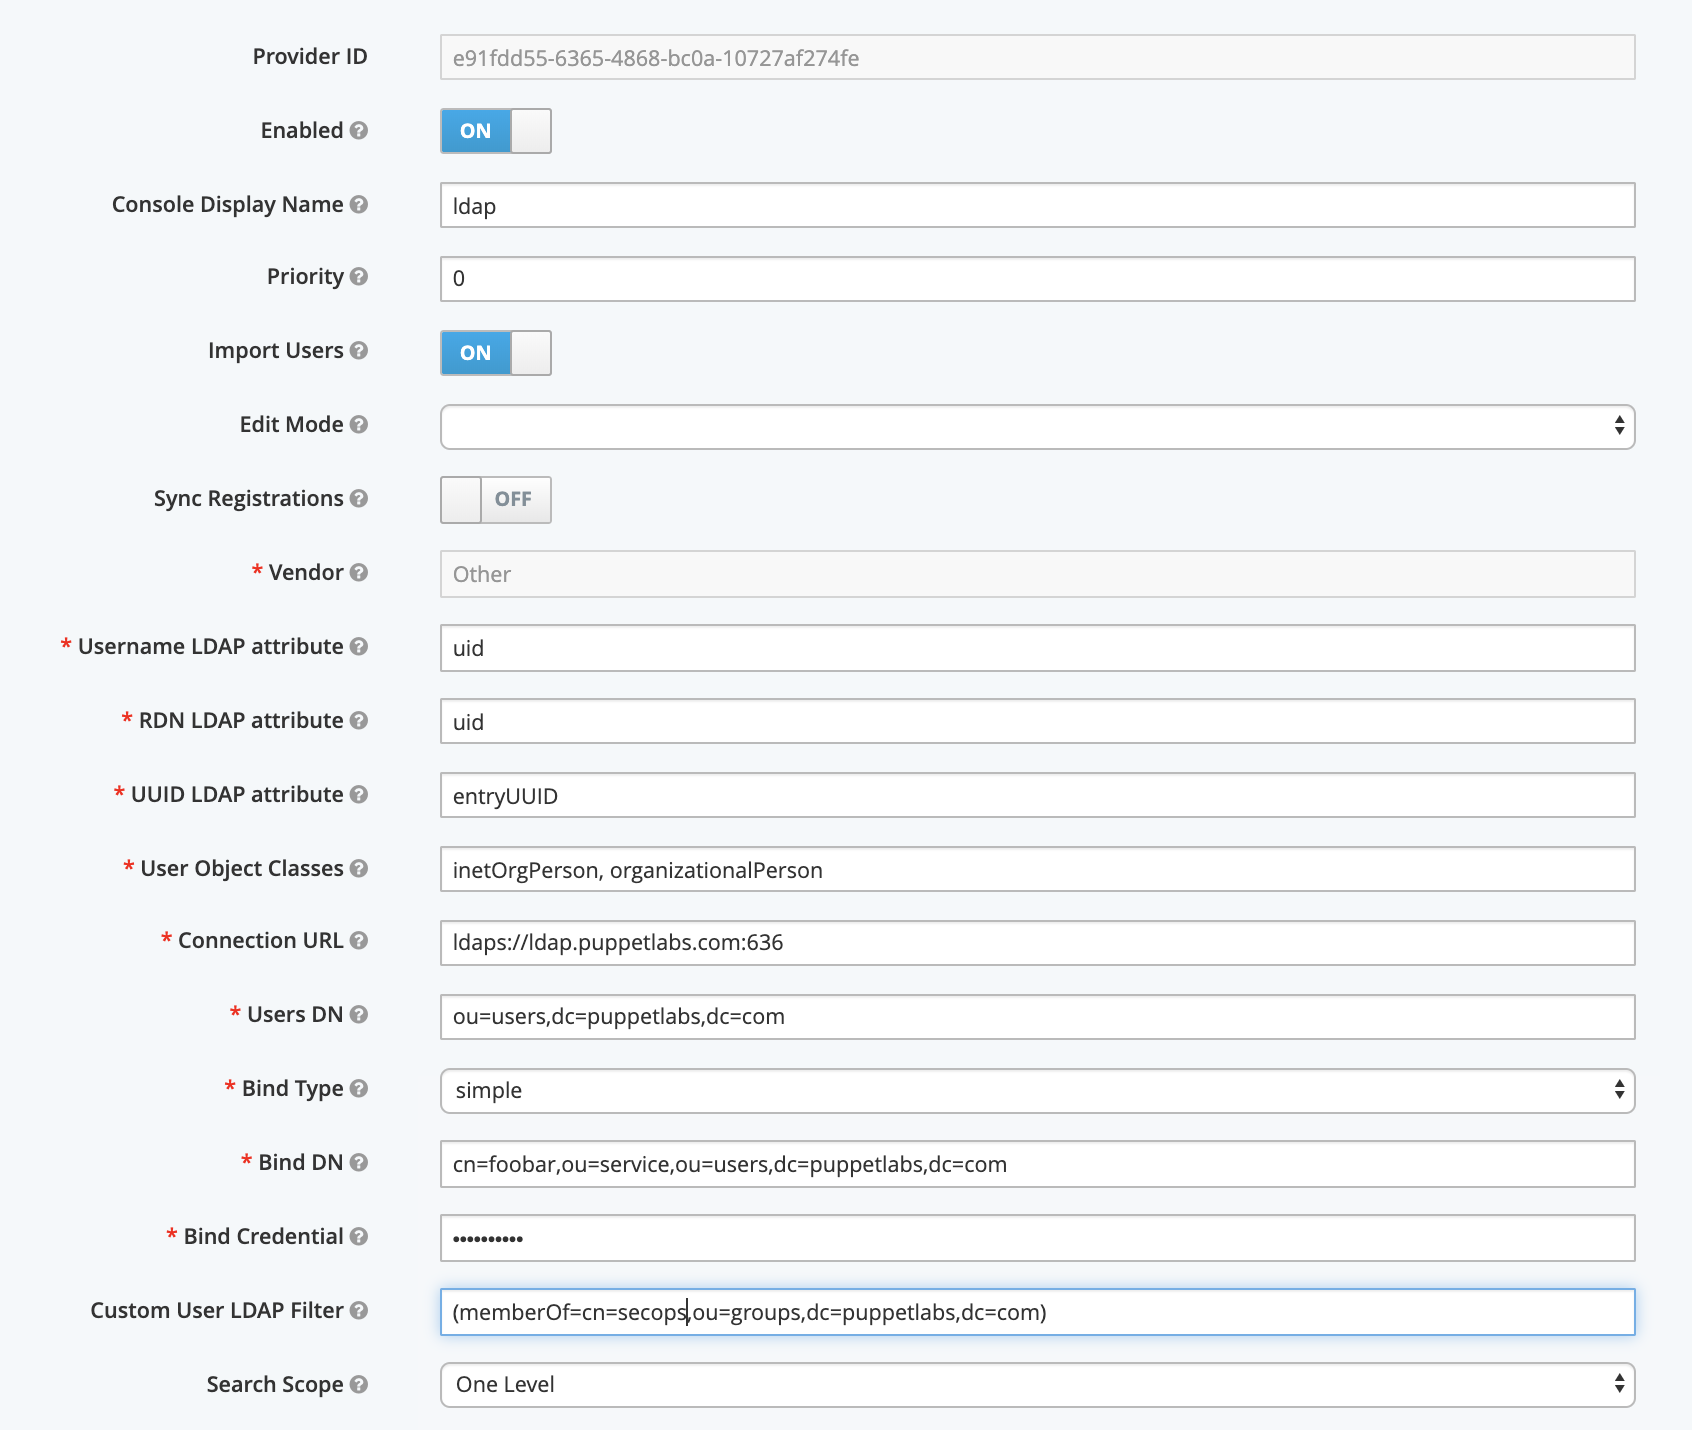 Provider ID e91fdd55-6365-4868-bc0a-10727af274fe
Enabled ON
Console Display Name ldap
Priority 0
Import Users ON
Edit Mode
Sync Registrations OFF
* Vendor Other
* Username LDAP attribute uid
* RDN LDAP attribute uid
* UUID LDAP attribute entryUUID
* User Object Classes inetOrgPerson, organizationalPerson
* Connection URL ldaps://ldap.puppetlabs.com:636
* Users DN ou=users,dc=puppetlabs,dc=com
* Bind Type simple
* Bind DN cn=foobar,ou=service,ou=users,dc=puppetlabs,dc=com
* Bind Credential ••••••••••
Custom User LDAP Filter (memberOf=cn=secops,ou=groups,dc=puppetlabs,dc=com)
Search Scope One Level